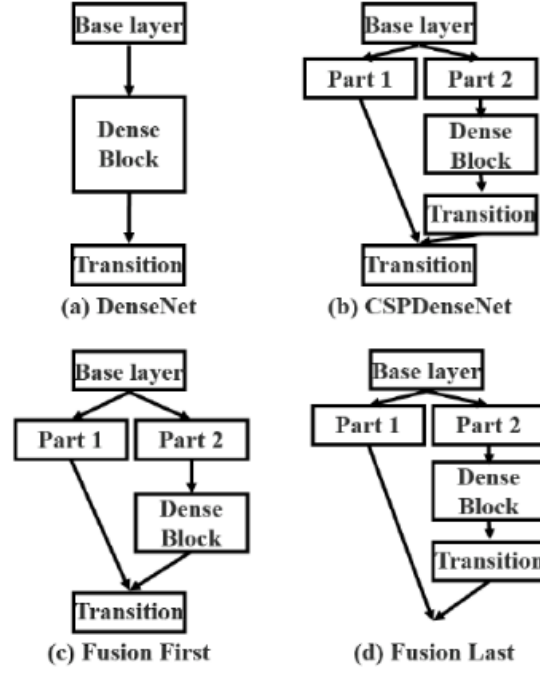 Base layer
Dense
Block
Transition
(a) DenseNet
Base layer
Part 1
Part 2
Dense
Block
Transition
Transition
(b) CSPDenseNet
Base layer
Part 1
Part 2
Dense
Block
Transition
(c) Fusion First
Base layer
Part 1
Part 2
Dense
Block
Transition
(d) Fusion Last